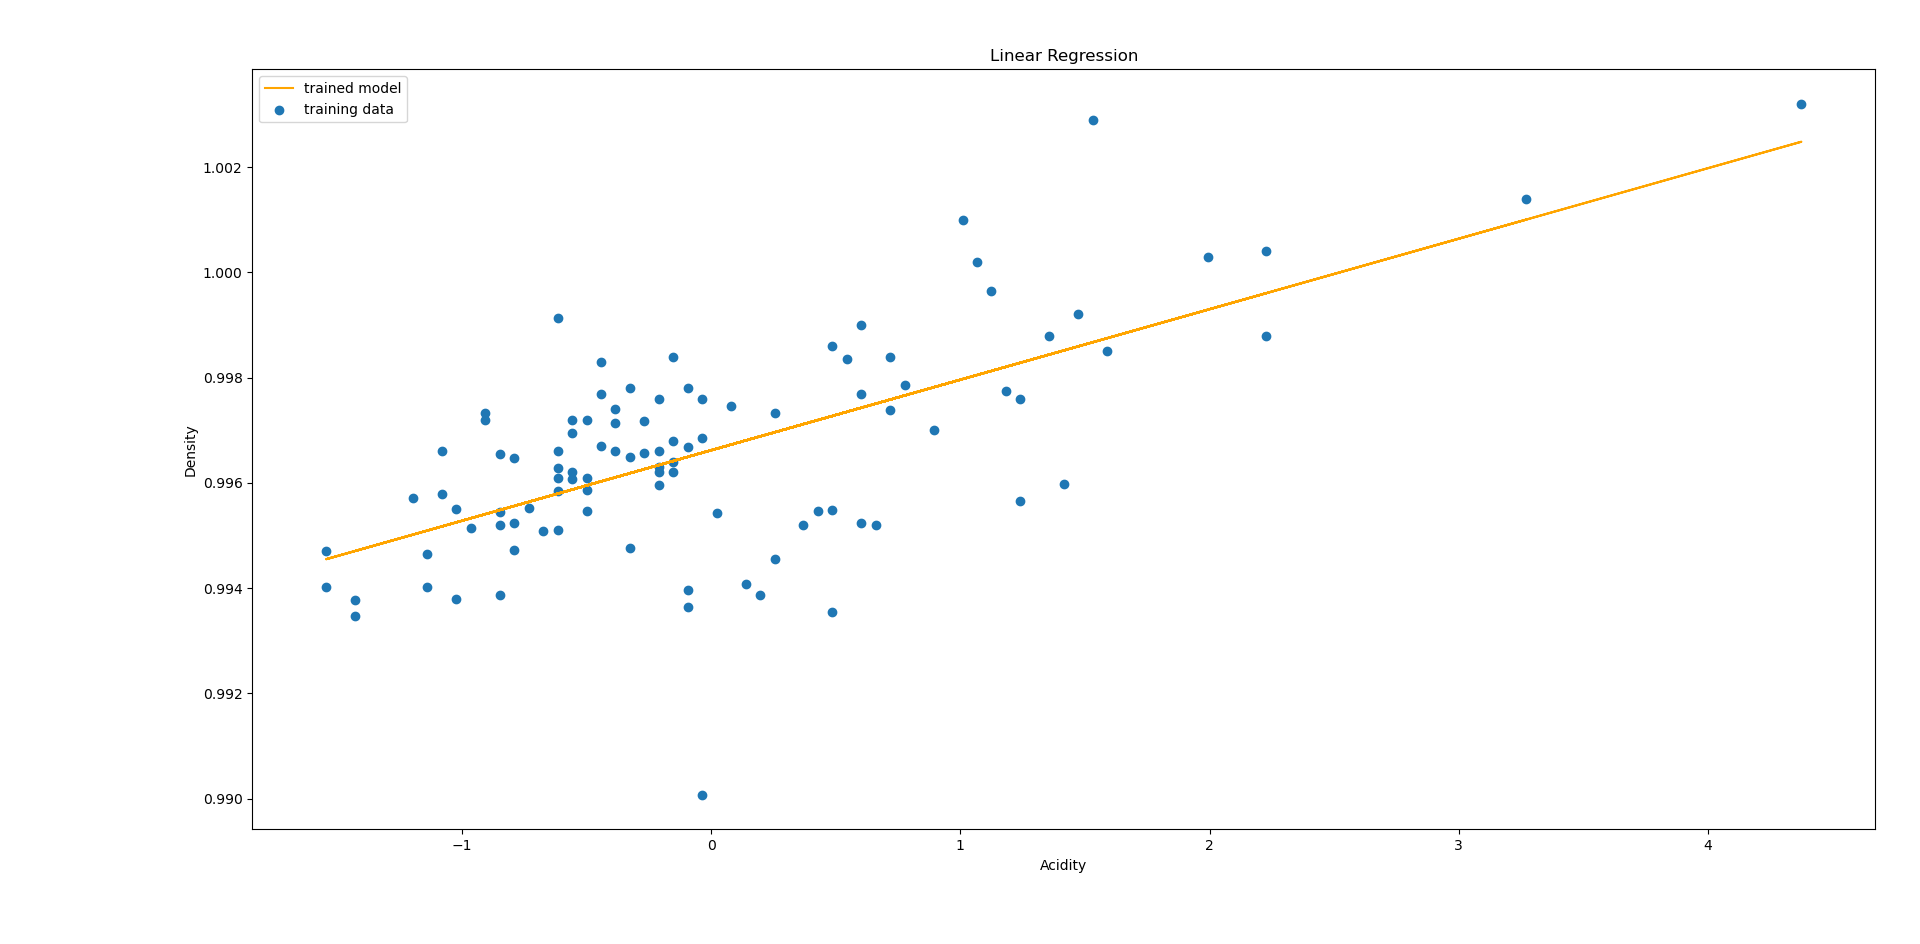 Linear Regression
trained model
training data
1.002
1.000
0.998
0.996
0.994
0.992
0.990
Density
−1
0
1
2
3
4
Acidity